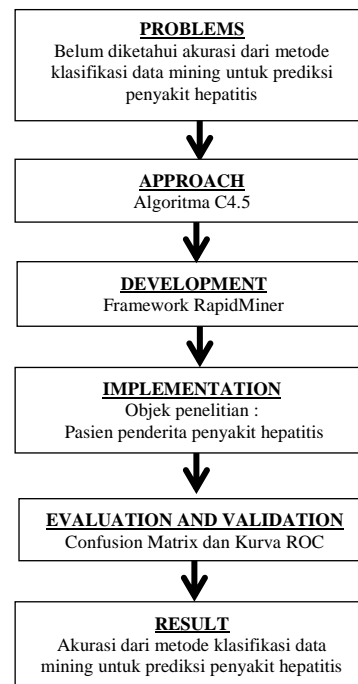 PROBLEMS
Belum diketahui akurasi dari metode
klasifikasi data mining untuk prediksi
penyakit hepatitis
APPROACH
Algoritma C4.5
DEVELOPMENT
Framework RapidMiner
IMPLEMENTATION
Objek penelitian :
Pasien penderita penyakit hepatitis
EVALUATION AND VALIDATION
Confusion Matrix dan Kurva ROC
RESULT
Akurasi dari metode klasifikasi data
mining untuk prediksi penyakit hepatitis